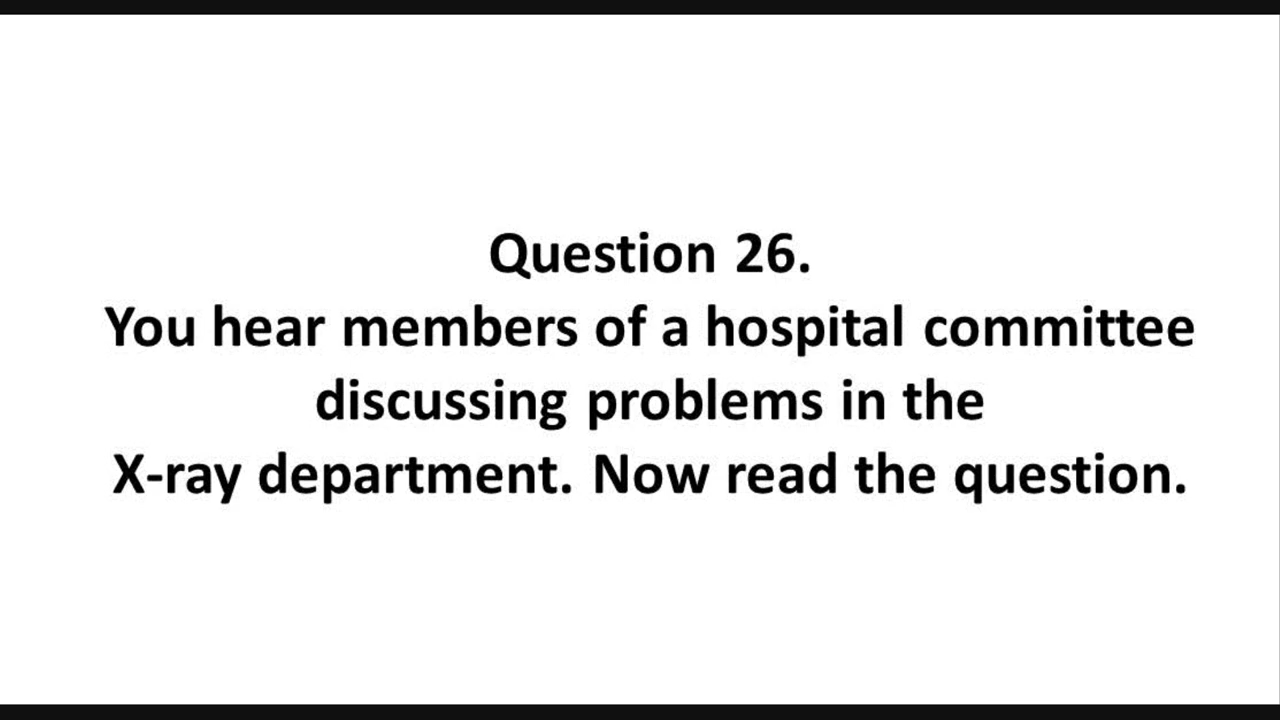 Question 26.
You hear members of a hospital committee
discussing problems in the
X-ray department. Now read the question.